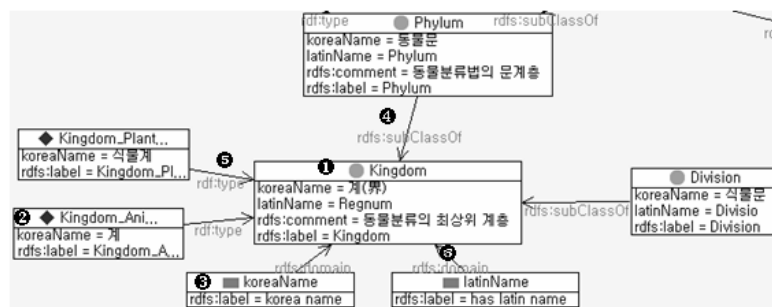 rdf:type
Phylum
rdfs:subClassOf
koreaName = 동물문
latinName = Phylum
rdfs:comment = 동물분류법의 문계층
rdfs:label = Phylum
❹
rdfs:subClassOf
Kingdom_Plant...
koreaName = 식물계
rdfs:label = Kingdom_Pl...
❺
rdf:type
❶ Kingdom
koreaName = 계(界)
latinName = Regnum
rdfs:comment = 동물분류의 최상위 계층
rdfs:label = Kingdom
Division
koreaName = 식물문
latinName = Divisio
rdfs:label = Division
rdfs:subClassOf
❷ Kingdom_Ani...
koreaName = 계
rdfs:label = Kingdom_A...
rdf:type
rdfs:domain
❻
rdfs:domain
❸ koreaName
rdfs:label = korea name
latinName
rdfs:label = has latin name